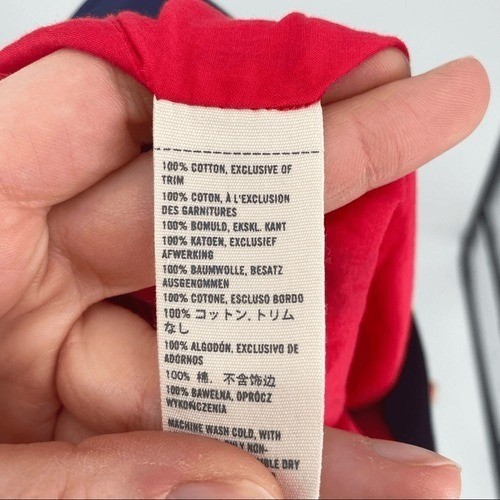 100% COTTON, EXCLUSIVE OF
TRIM
100% COTON, À L'EXCLUSION
DES GARNITURES
100% BOMULD, EKSKL. KANT
100% KATOEN, EXCLUSIEF
AFWERKING
100% BAUMWOLLE, BESATZ
AUSGENOMMEN
100% COTONE, ESCLUSO BORDO
100% コットン, トリム
なし
100% ALGODÓN, EXCLUSIVO DE
ADORNOS
100% 棉, 不含饰边
100% BAWEŁNA, OPRÓCZ
WYKOŃCZENIA
MACHINE WASH COLD, WITH
NON-
DRY